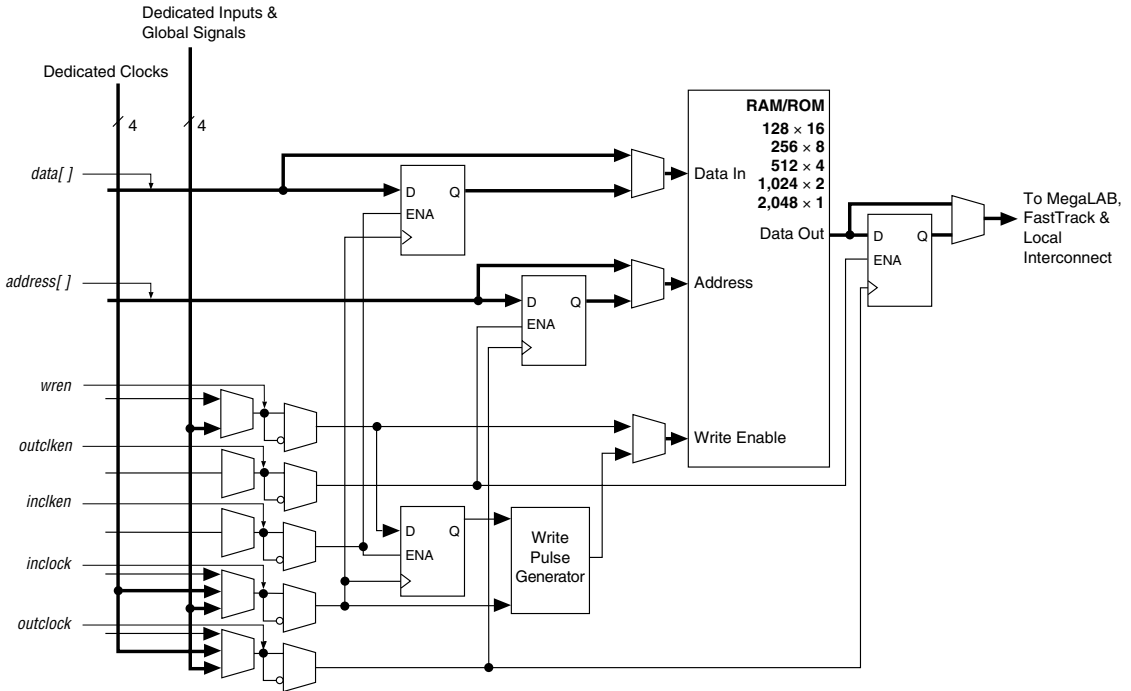 Dedicated Inputs &
Global Signals
Dedicated Clocks
4
4
RAM/ROM
128 × 16
256 × 8
512 × 4
1,024 × 2
2,048 × 1
data[ ]
D
Q
ENA
Data In
Data Out
D
Q
ENA
To MegaLAB,
FastTrack &
Local
Interconnect
address[ ]
D
Q
ENA
Address
wren
outclken
Write Enable
inclken
D
Q
ENA
Write
Pulse
Generator
inclock
outclock